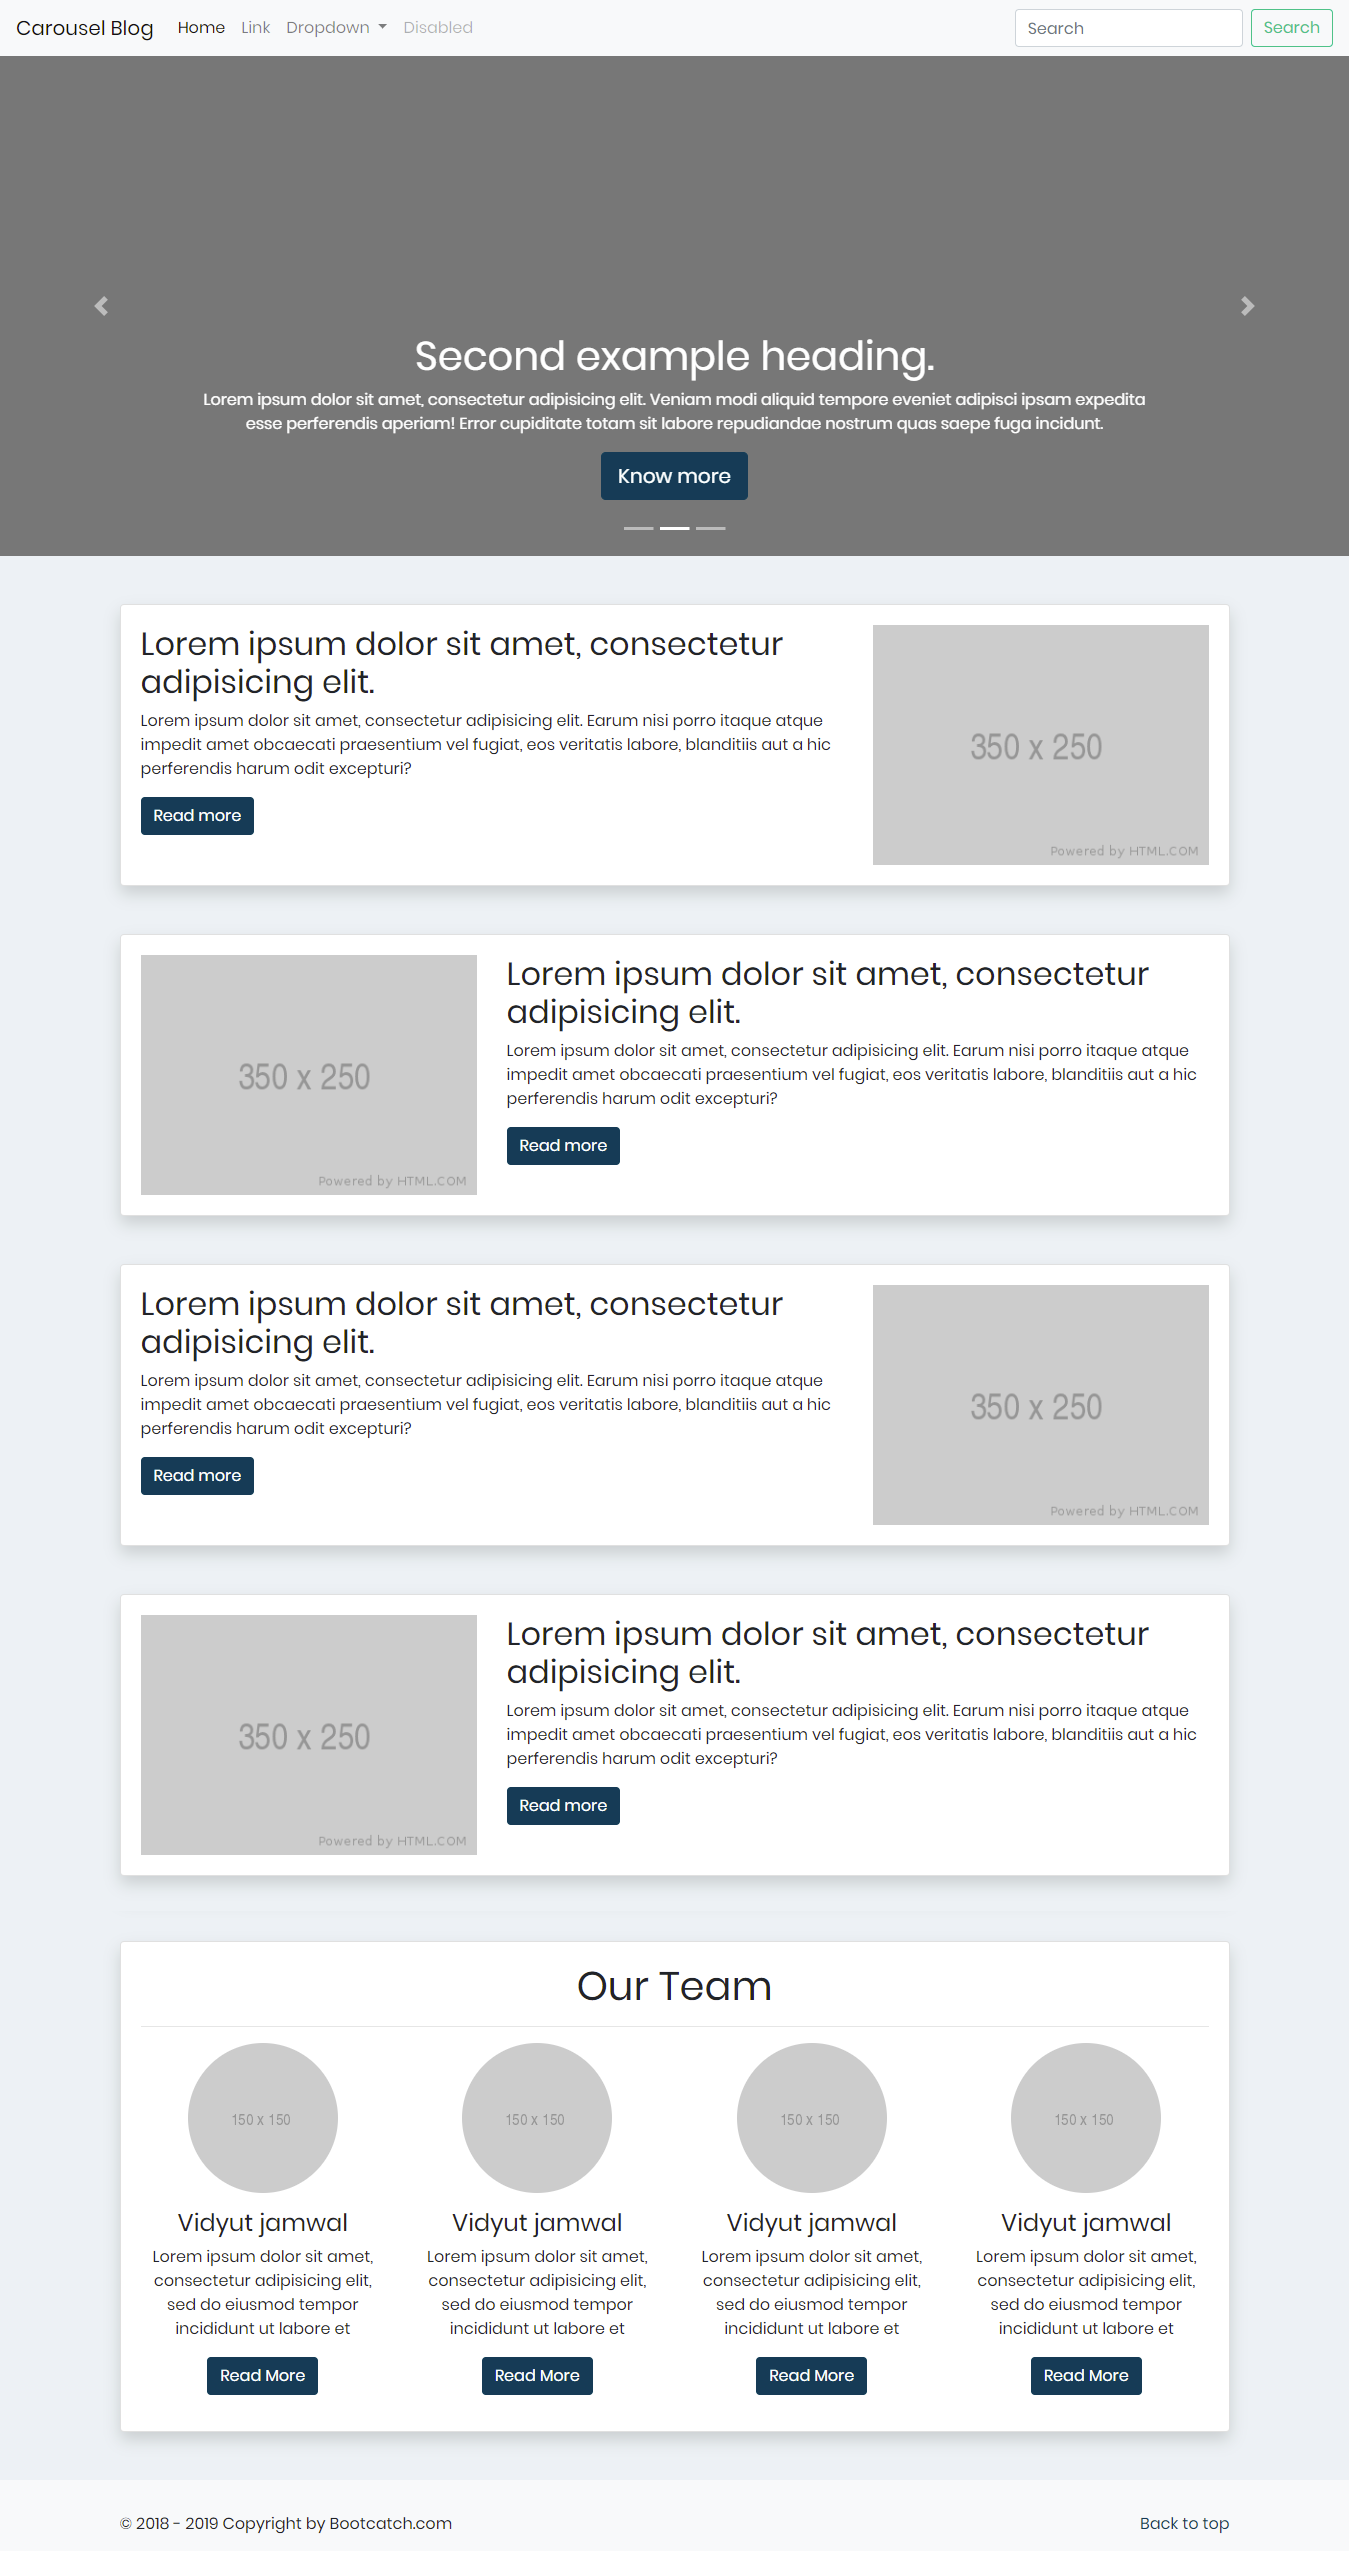 Carousel Blog Home Link Dropdown Disabled Search Search
Second example heading.
Lorem ipsum dolor sit amet, consectetur adipisicing elit. Veniam modi aliquid tempore eveniet adipisci ipsam expedita
esse perferendis aperiam! Error cupiditate totam sit labore repudiandae nostrum quas saepe fuga incidunt.
Know more
Lorem ipsum dolor sit amet, consectetur
adipisicing elit.
Lorem ipsum dolor sit amet, consectetur adipisicing elit. Earum nisi porro itaque atque
impedit amet obcaecati praesentium vel fugiat, eos veritatis labore, blanditiis aut a hic
perferendis harum odit excepturi?
Read more
350 x 250
Powered by HTML.COM
350 x 250
Powered by HTML.COM
Lorem ipsum dolor sit amet, consectetur
adipisicing elit.
Lorem ipsum dolor sit amet, consectetur adipisicing elit. Earum nisi porro itaque atque
impedit amet obcaecati praesentium vel fugiat, eos veritatis labore, blanditiis aut a hic
perferendis harum odit excepturi?
Read more
Lorem ipsum dolor sit amet, consectetur
adipisicing elit.
Lorem ipsum dolor sit amet, consectetur adipisicing elit. Earum nisi porro itaque atque
impedit amet obcaecati praesentium vel fugiat, eos veritatis labore, blanditiis aut a hic
perferendis harum odit excepturi?
Read more
350 x 250
Powered by HTML.COM
350 x 250
Powered by HTML.COM
Lorem ipsum dolor sit amet, consectetur
adipisicing elit.
Lorem ipsum dolor sit amet, consectetur adipisicing elit. Earum nisi porro itaque atque
impedit amet obcaecati praesentium vel fugiat, eos veritatis labore, blanditiis aut a hic
perferendis harum odit excepturi?
Read more
Our Team
150 x 150
Vidyut jamwal
Lorem ipsum dolor sit amet,
consectetur adipisicing elit,
sed do eiusmod tempor
incididunt ut labore et
Read More
150 x 150
Vidyut jamwal
Lorem ipsum dolor sit amet,
consectetur adipisicing elit,
sed do eiusmod tempor
incididunt ut labore et
Read More
150 x 150
Vidyut jamwal
Lorem ipsum dolor sit amet,
consectetur adipisicing elit,
sed do eiusmod tempor
incididunt ut labore et
Read More
150 x 150
Vidyut jamwal
Lorem ipsum dolor sit amet,
consectetur adipisicing elit,
sed do eiusmod tempor
incididunt ut labore et
Read More
© 2018 - 2019 Copyright by Bootcatch.com
Back to top